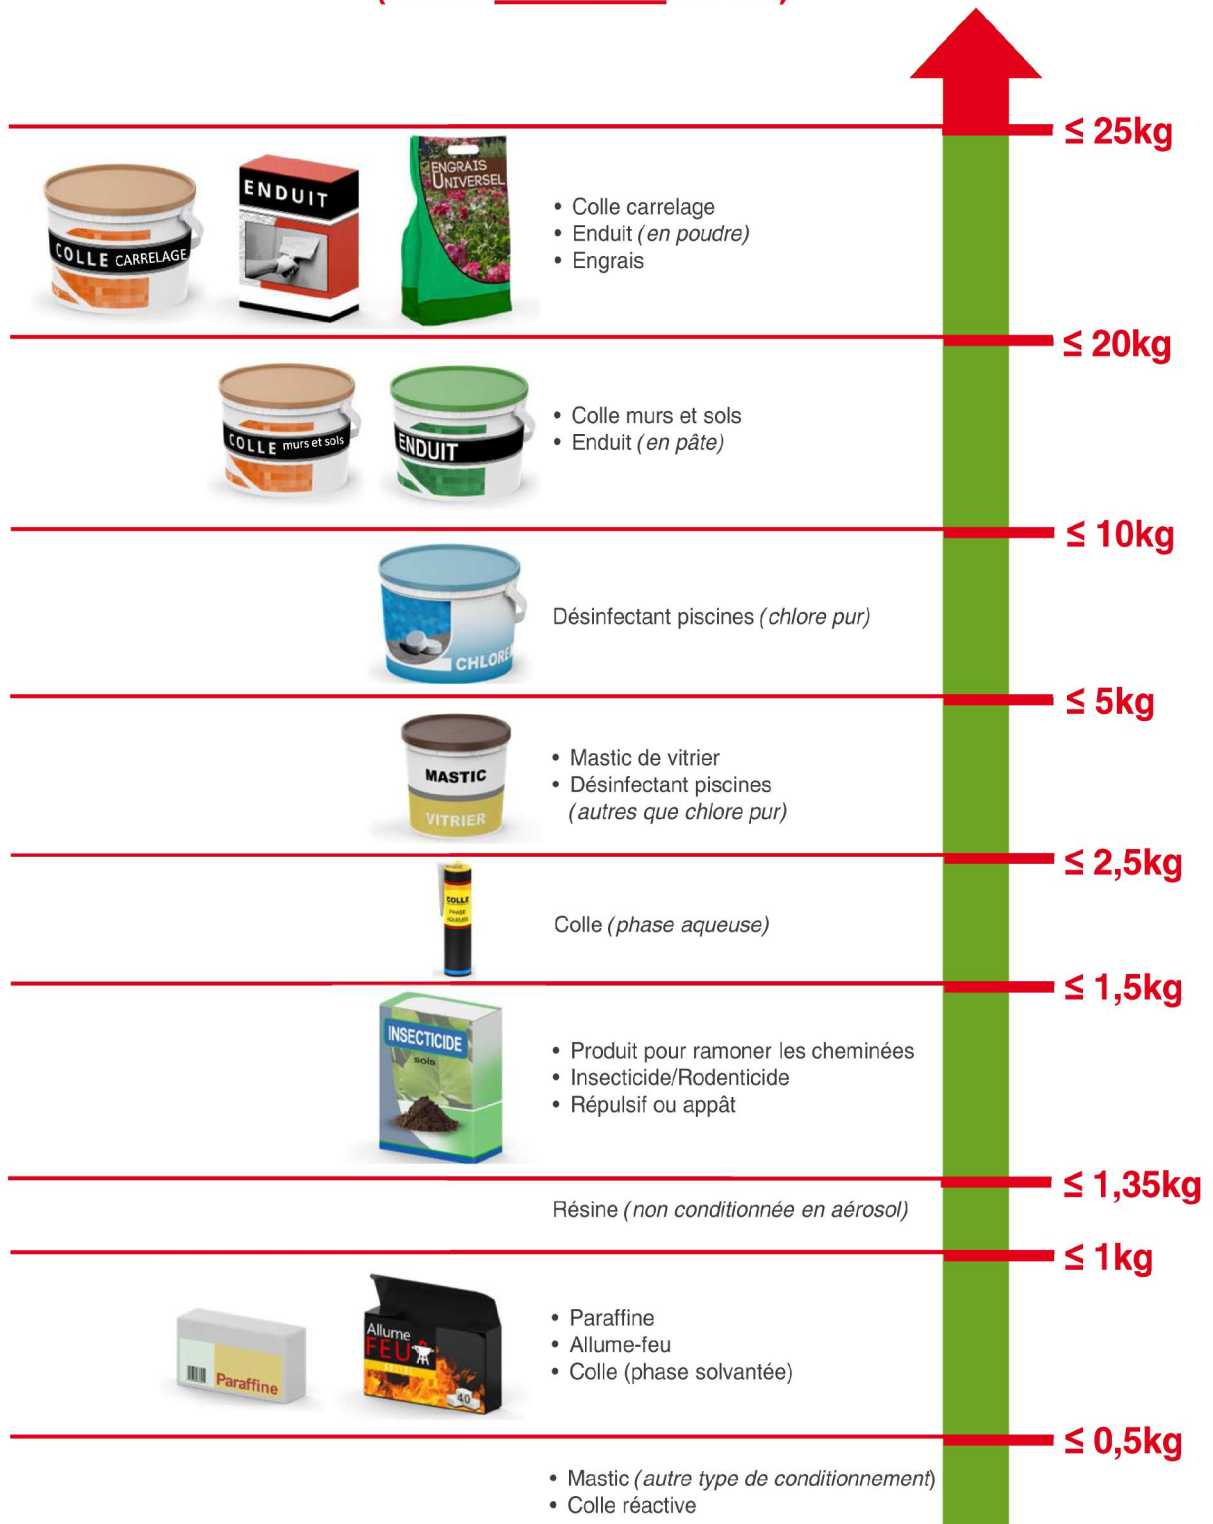 ≤ 25kg
COLLE CARRELAGE
ENDUIT
ENGRAIS
UNIVERSEL
• Colle carrelage
• Enduit (en poudre)
• Engrais
≤ 20kg
COLLE murs et sols
ENDUIT
• Colle murs et sols
• Enduit (en pâte)
≤ 10kg
CHLORE
Désinfectant piscines (chlore pur)
≤ 5kg
MASTIC
VITRIER
• Mastic de vitrier
• Désinfectant piscines
(autres que chlore pur)
≤ 2,5kg
COLLE
PHASE
AQUEUSE
Colle (phase aqueuse)
≤ 1,5kg
INSECTICIDE
sols
• Produit pour ramoner les cheminées
• Insecticide/Rodenticide
• Répulsif ou appât
≤ 1,35kg
Résine (non conditionnée en aérosol)
≤ 1kg
Paraffine
Allume
FEU
40
• Paraffine
• Allume-feu
• Colle (phase solvantée)
≤ 0,5kg
• Mastic (autre type de conditionnement)
• Colle réactive